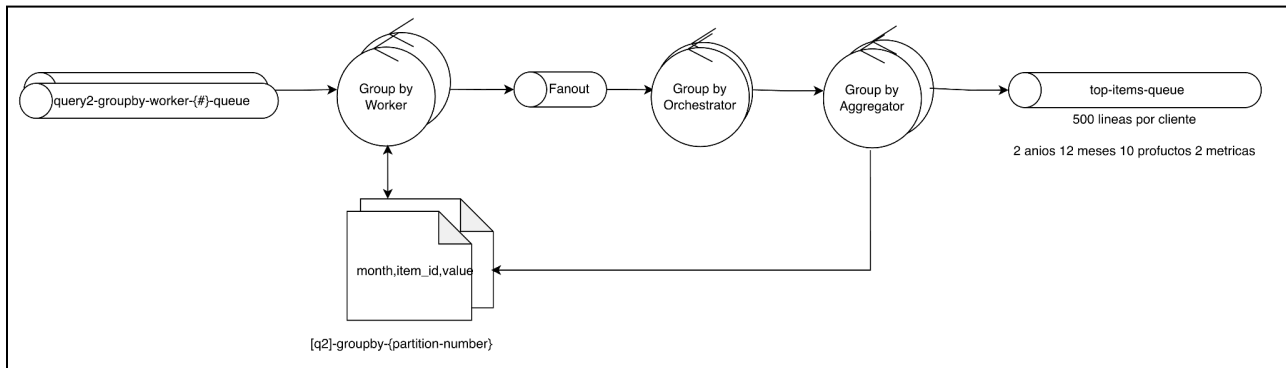 query2-groupby-worker-{#}-queue
Group by
Worker
Fanout
Group by
Orchestrator
Group by
Aggregator
top-items-queue
500 lineas por cliente
2 anios 12 meses 10 profuctos 2 metricas
month,item_id,value
[q2]-groupby-{partition-number}